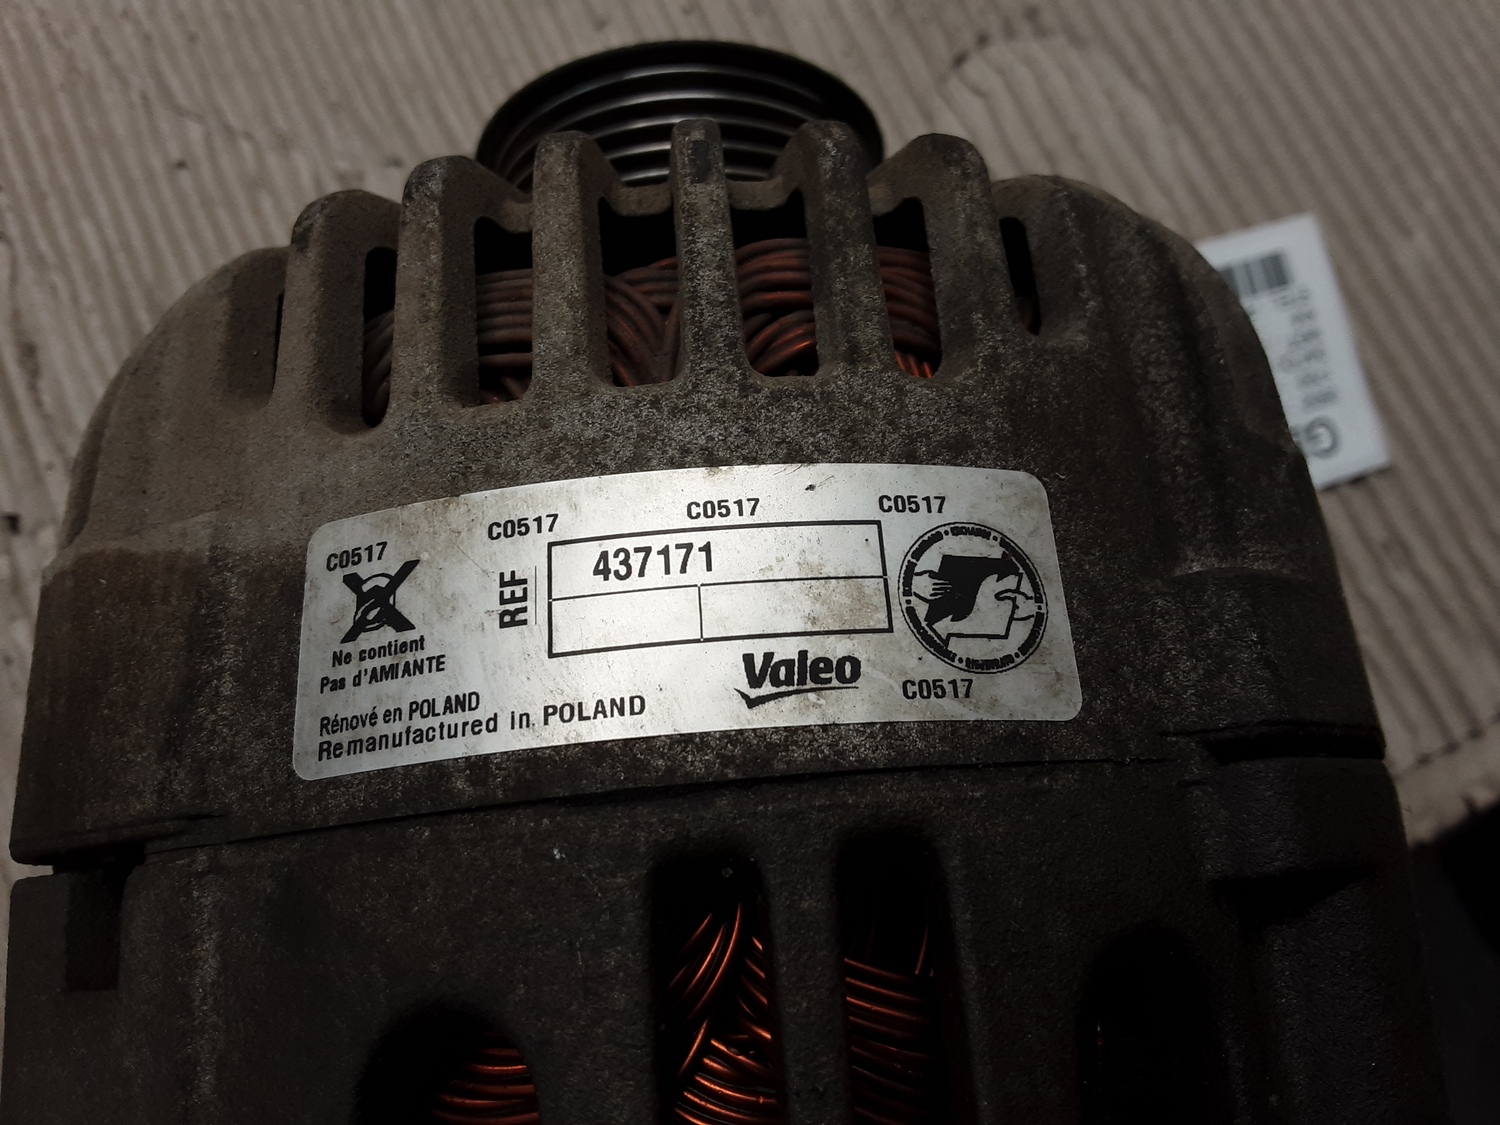 C0517 C0517 C0517 C0517
REF 437171
Ne contient
Pas d'AMIANTE
Valeo
C0517
Rénové en POLAND
Remanufactured in POLAND
G